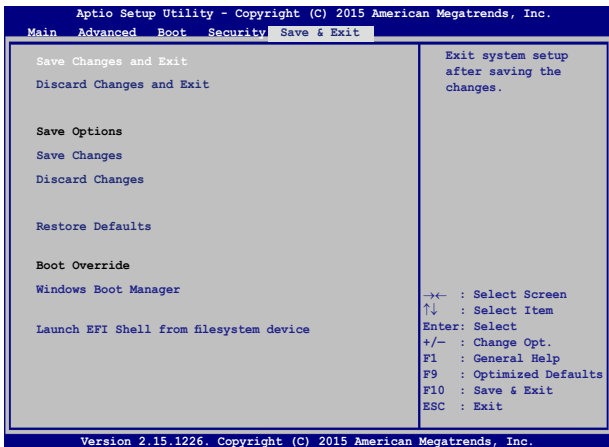 Aptio Setup Utility - Copyright (C) 2015 American Megatrends, Inc.
Main Advanced Boot Security Save & Exit
Save Changes and Exit
Discard Changes and Exit
Save Options
Save Changes
Discard Changes
Restore Defaults
Boot Override
Windows Boot Manager
Launch EFI Shell from filesystem device
Exit system setup
after saving the
changes.
→← : Select Screen
↑↓ : Select Item
Enter: Select
+/— : Change Opt.
F1 : General Help
F9 : Optimized Defaults
F10 : Save & Exit
ESC : Exit
Version 2.15.1226. Copyright (C) 2015 American Megatrends, Inc.